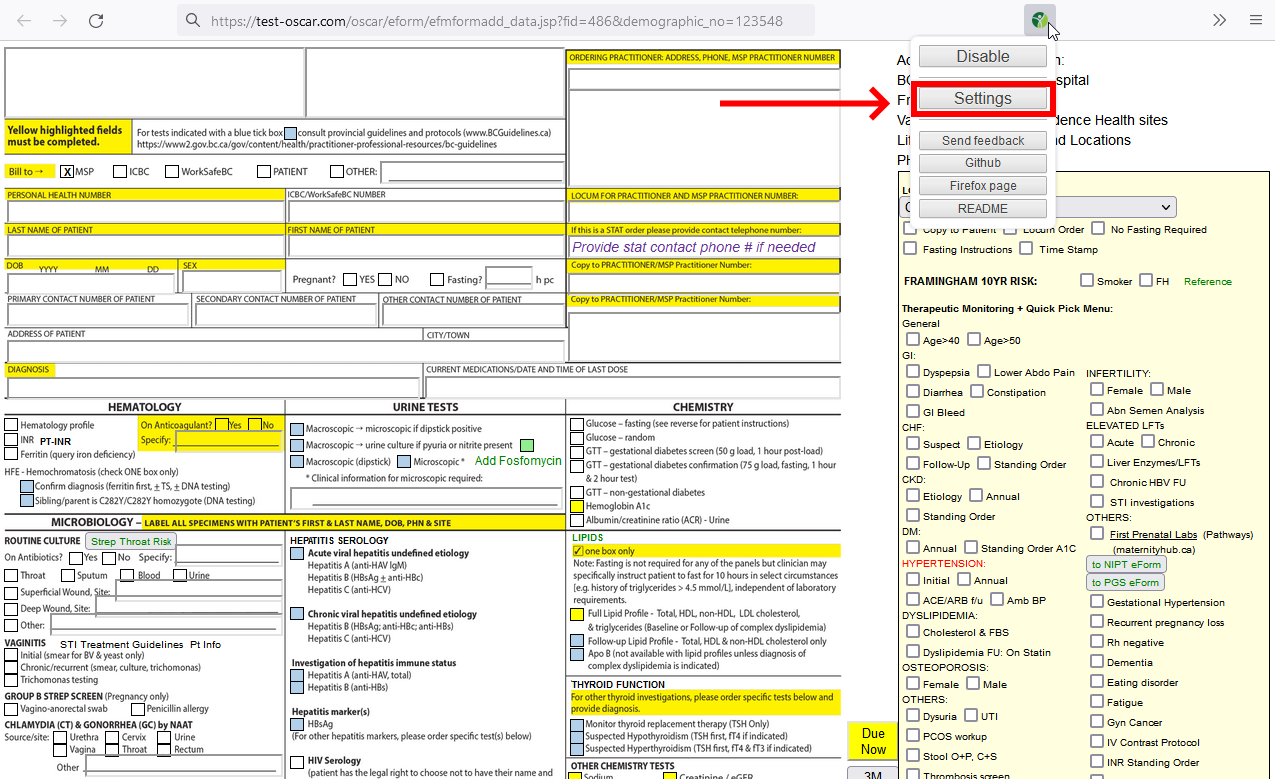 https://test-oscar.com/oscar/eform/efmformadd_data.jsp?fid=486&demographic_no=123548
Disable
Settings
Send feedback
Github
Firefox page
README
ORDERING PRACTITIONER: ADDRESS, PHONE, MSP PRACTITIONER NUMBER
Yellow highlighted fields
must be completed.
For tests indicated with a blue tick box consult provincial guidelines and protocols (www.BCGuidelines.ca)
https://www2.gov.bc.ca/gov/content/health/practitioner-professional-resources/bc-guidelines
Bill to → X MSP ICBC WorkSafeBC PATIENT OTHER:
PERSONAL HEALTH NUMBER
ICBC/WorkSafeBC NUMBER
LOCUM FOR PRACTITIONER AND MSP PRACTITIONER NUMBER:
LAST NAME OF PATIENT
FIRST NAME OF PATIENT
If this is a STAT order please provide contact telephone number:
Provide stat contact phone # if needed
DOB YYYY MM DD
SEX
Pregnant? YES NO Fasting? h pc
Copy to PRACTITIONER/MSP Practitioner Number:
PRIMARY CONTACT NUMBER OF PATIENT
SECONDARY CONTACT NUMBER OF PATIENT
OTHER CONTACT NUMBER OF PATIENT
Copy to PRACTITIONER/MSP Practitioner Number:
ADDRESS OF PATIENT
CITY/TOWN
DIAGNOSIS
CURRENT MEDICATIONS/DATE AND TIME OF LAST DOSE
HEMATOLOGY
Hematology profile
INR PT-INR
Ferritin (query iron deficiency)
On Anticoagulant? Yes No
Specify:
HFE - Hemochromatosis (check ONE box only)
Confirm diagnosis (ferritin first, ± TS, ± DNA testing)
Sibling/parent is C282Y/C282Y homozygote (DNA testing)
URINE TESTS
Macroscopic → microscopic if dipstick positive
Macroscopic → urine culture if pyuria or nitrite present
Macroscopic (dipstick) Microscopic * Add Fosfomycin
* Clinical information for microscopic required:
CHEMISTRY
Glucose – fasting (see reverse for patient instructions)
Glucose – random
GTT – gestational diabetes screen (50 g load, 1 hour post-load)
GTT – gestational diabetes confirmation (75 g load, fasting, 1 hour
& 2 hour test)
GTT – non-gestational diabetes
Hemoglobin A1c
Albumin/creatinine ratio (ACR) - Urine
MICROBIOLOGY – LABEL ALL SPECIMENS WITH PATIENT'S FIRST & LAST NAME, DOB, PHN & SITE
ROUTINE CULTURE Strep Throat Risk
On Antibiotics? Yes No Specify:
Throat Sputum Blood Urine
Superficial Wound, Site:
Deep Wound, Site:
Other:
VAGINITIS STI Treatment Guidelines Pt Info
Initial (smear for BV & yeast only)
Chronic/recurrent (smear, culture, trichomonas)
Trichomonas testing
GROUP B STREP SCREEN (Pregnancy only)
Vagino-anorectal swab Penicillin allergy
CHLAMYDIA (CT) & GONORRHEA (GC) by NAAT
Source/site: Urethra Cervix Urine
Vagina Throat Rectum
Other
HEPATITIS SEROLOGY
Acute viral hepatitis undefined etiology
Hepatitis A (anti-HAV IgM)
Hepatitis B (HBsAg ± anti-HBc)
Hepatitis C (anti-HCV)
Chronic viral hepatitis undefined etiology
Hepatitis B (HBsAg; anti-HBc; anti-HBs)
Hepatitis C (anti-HCV)
Investigation of hepatitis immune status
Hepatitis A (anti-HAV, total)
Hepatitis B (anti-HBs)
Hepatitis marker(s)
HBsAg
(For other hepatitis markers, please order specific test(s) below)
HIV Serology
(patient has the legal right to choose not to have their name and
LIPIDS
✓ one box only
Note: Fasting is not required for any of the panels but clinician may
specifically instruct patient to fast for 10 hours in select circumstances
[e.g. history of triglycerides > 4.5 mmol/L], independent of laboratory
requirements.
Full Lipid Profile - Total, HDL, non-HDL, LDL cholesterol,
& triglycerides (Baseline or Follow-up of complex dyslipidemia)
Follow-up Lipid Profile - Total, HDL & non-HDL cholesterol only
Apo B (not available with lipid profiles unless diagnosis of
complex dyslipidemia is indicated)
THYROID FUNCTION
For other thyroid investigations, please order specific tests below and
provide diagnosis.
Monitor thyroid replacement therapy (TSH Only)
Suspected Hypothyroidism (TSH first, fT4 if indicated)
Suspected Hyperthyroidism (TSH first, fT4 & fT3 if indicated)
OTHER CHEMISTRY TESTS
Sodium Creatinine / eGFR
Due
Now
3M
spital
dence Health sites
d Locations
Copy to Patient Locum Order No Fasting Required
Fasting Instructions Time Stamp
FRAMINGHAM 10YR RISK: Smoker FH Reference
Therapeutic Monitoring + Quick Pick Menu:
General
Age>40 Age>50
GI:
Dyspepsia Lower Abdo Pain
Diarrhea Constipation
GI Bleed
CHF:
Suspect Etiology
Follow-Up Standing Order
CKD:
Etiology Annual
Standing Order
DM:
Annual Standing Order A1C
HYPERTENSION:
Initial Annual
ACE/ARB f/u Amb BP
DYSLIPIDEMIA:
Cholesterol & FBS
Dyslipidemia FU: On Statin
OSTEOPOROSIS:
Female Male
OTHERS:
Dysuria UTI
PCOS workup
Stool O+P, C+S
Thrombosis screen
INFERTILITY:
Female Male
Abn Semen Analysis
ELEVATED LFTs
Acute Chronic
Liver Enzymes/LFTs
Chronic HBV FU
STI investigations
OTHERS:
First Prenatal Labs (Pathways)
(maternityhub.ca)
to NIPT eForm
to PGS eForm
Gestational Hypertension
Recurrent pregnancy loss
Rh negative
Dementia
Eating disorder
Fatigue
Gyn Cancer
IV Contrast Protocol
INR Standing Order